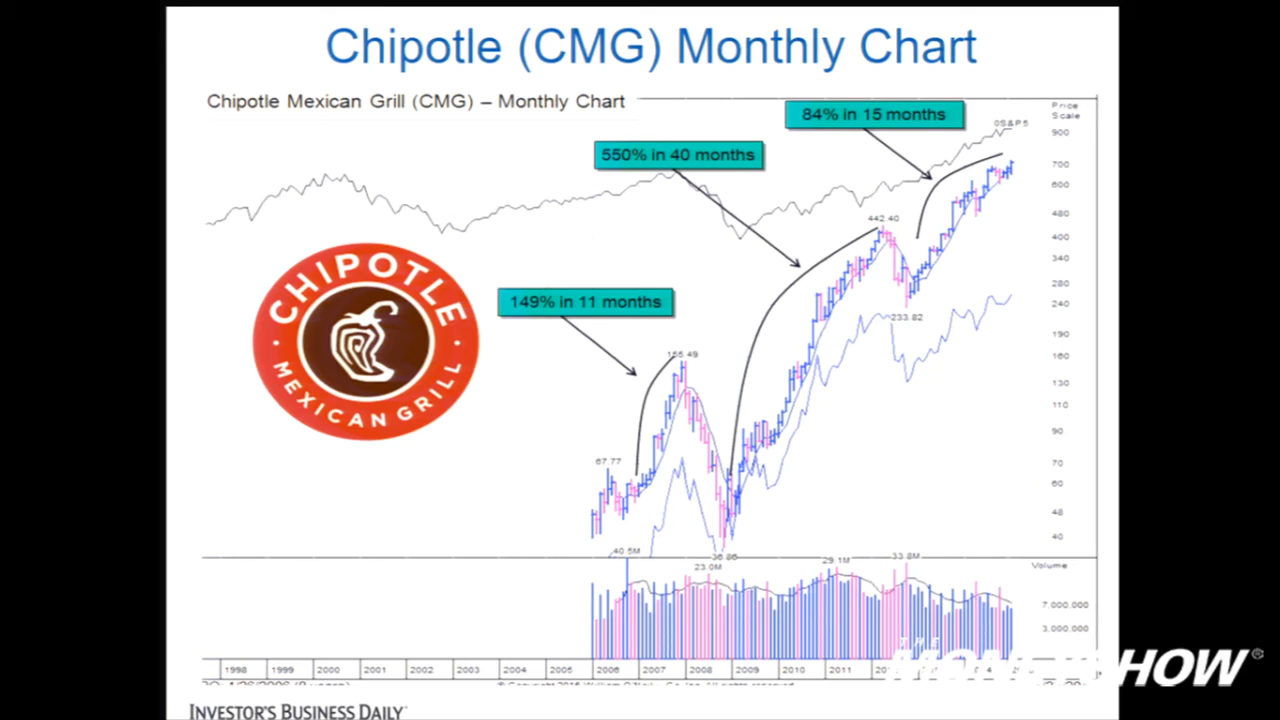 Chipotle (CMG) Monthly Chart
Chipotle Mexican Grill (CMG) – Monthly Chart
84% in 15 months
550% in 40 months
149% in 11 months
Price
Scale
0S&P5
900
700
600
480
400
340
280
240
190
160
130
110
90
70
60
48
40
CHIPOTLE
MEXICAN GRILL
442.40
233.82
155.49
67.77
36.86
40.5M
23.0M
29.1M
33.8M
Volume
7,000,000
3,000,000
1998 1999 2000 2001 2002 2003 2004 2005 2006 2007 2008 2009 2010 2011
THE
MONEYSHOW®
INVESTOR'S BUSINESS DAILY